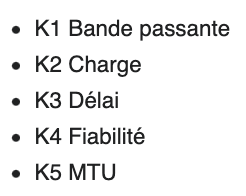 • K1 Bande passante
• K2 Charge
• K3 Délai
• K4 Fiabilité
• K5 MTU